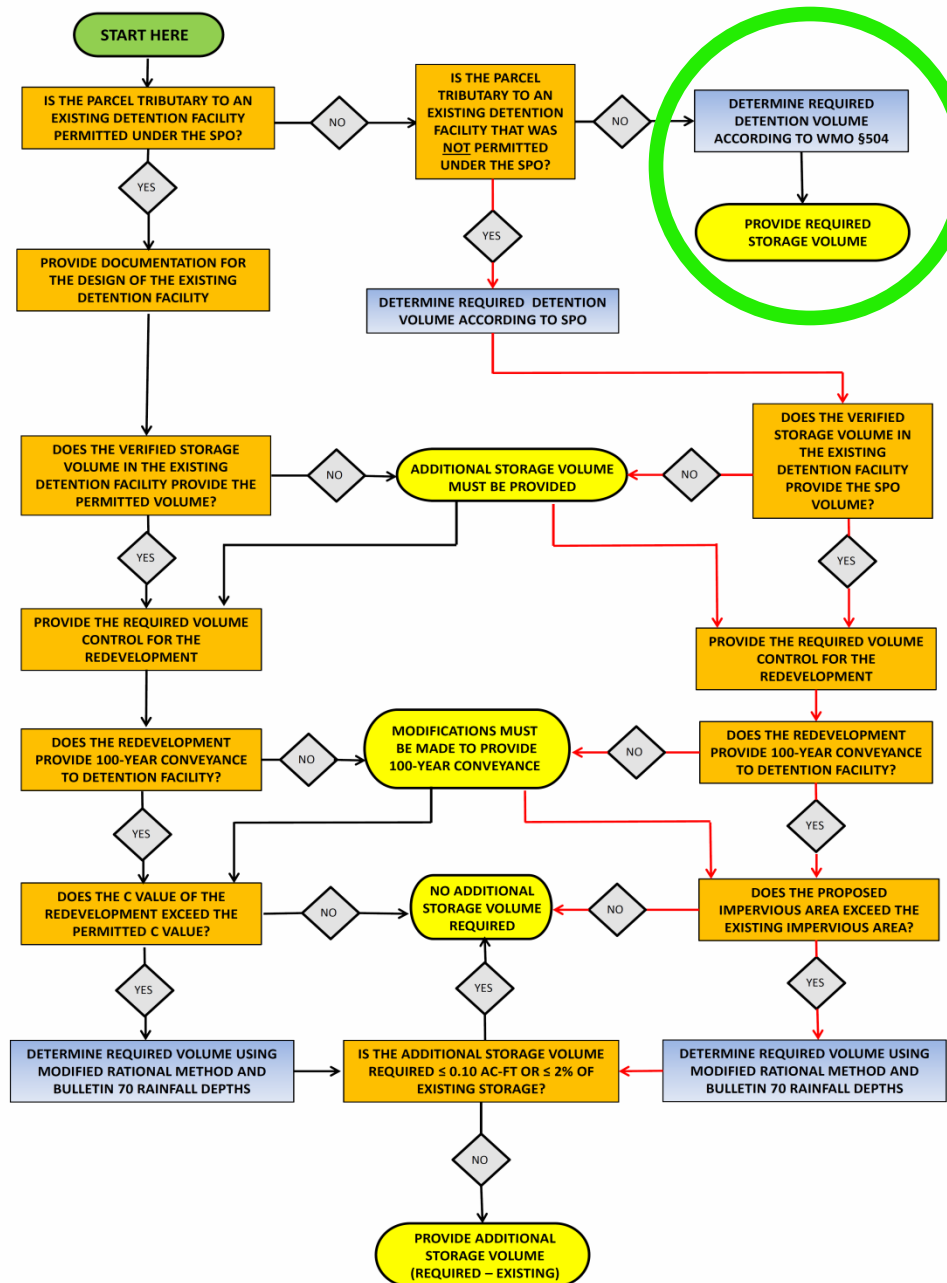 START HERE
IS THE PARCEL TRIBUTARY TO AN
EXISTING DETENTION FACILITY
PERMITTED UNDER THE SPO?
NO
IS THE PARCEL
TRIBUTARY TO AN
EXISTING DETENTION
FACILITY THAT WAS
NOT PERMITTED
UNDER THE SPO?
NO
DETERMINE REQUIRED
DETENTION VOLUME
ACCORDING TO WMO §504
YES
YES
PROVIDE REQUIRED
STORAGE VOLUME
PROVIDE DOCUMENTATION FOR
THE DESIGN OF THE EXISTING
DETENTION FACILITY
DETERMINE REQUIRED DETENTION
VOLUME ACCORDING TO SPO
DOES THE VERIFIED STORAGE
VOLUME IN THE EXISTING
DETENTION FACILITY PROVIDE THE
PERMITTED VOLUME?
NO
ADDITIONAL STORAGE VOLUME
MUST BE PROVIDED
NO
DOES THE VERIFIED
STORAGE VOLUME IN
THE EXISTING
DETENTION FACILITY
PROVIDE THE SPO
VOLUME?
YES
YES
PROVIDE THE REQUIRED VOLUME
CONTROL FOR THE
REDEVELOPMENT
PROVIDE THE REQUIRED VOLUME
CONTROL FOR THE
REDEVELOPMENT
DOES THE REDEVELOPMENT
PROVIDE 100-YEAR CONVEYANCE
TO DETENTION FACILITY?
NO
MODIFICATIONS MUST
BE MADE TO PROVIDE
100-YEAR CONVEYANCE
NO
DOES THE REDEVELOPMENT
PROVIDE 100-YEAR CONVEYANCE
TO DETENTION FACILITY?
YES
YES
DOES THE C VALUE OF THE
REDEVELOPMENT EXCEED THE
PERMITTED C VALUE?
NO
NO ADDITIONAL
STORAGE VOLUME
REQUIRED
NO
DOES THE PROPOSED
IMPERVIOUS AREA EXCEED THE
EXISTING IMPERVIOUS AREA?
YES
YES
YES
DETERMINE REQUIRED VOLUME USING
MODIFIED RATIONAL METHOD AND
BULLETIN 70 RAINFALL DEPTHS
IS THE ADDITIONAL STORAGE VOLUME
REQUIRED ≤ 0.10 AC-FT OR ≤ 2% OF
EXISTING STORAGE?
DETERMINE REQUIRED VOLUME USING
MODIFIED RATIONAL METHOD AND
BULLETIN 70 RAINFALL DEPTHS
NO
PROVIDE ADDITIONAL
STORAGE VOLUME
(REQUIRED – EXISTING)